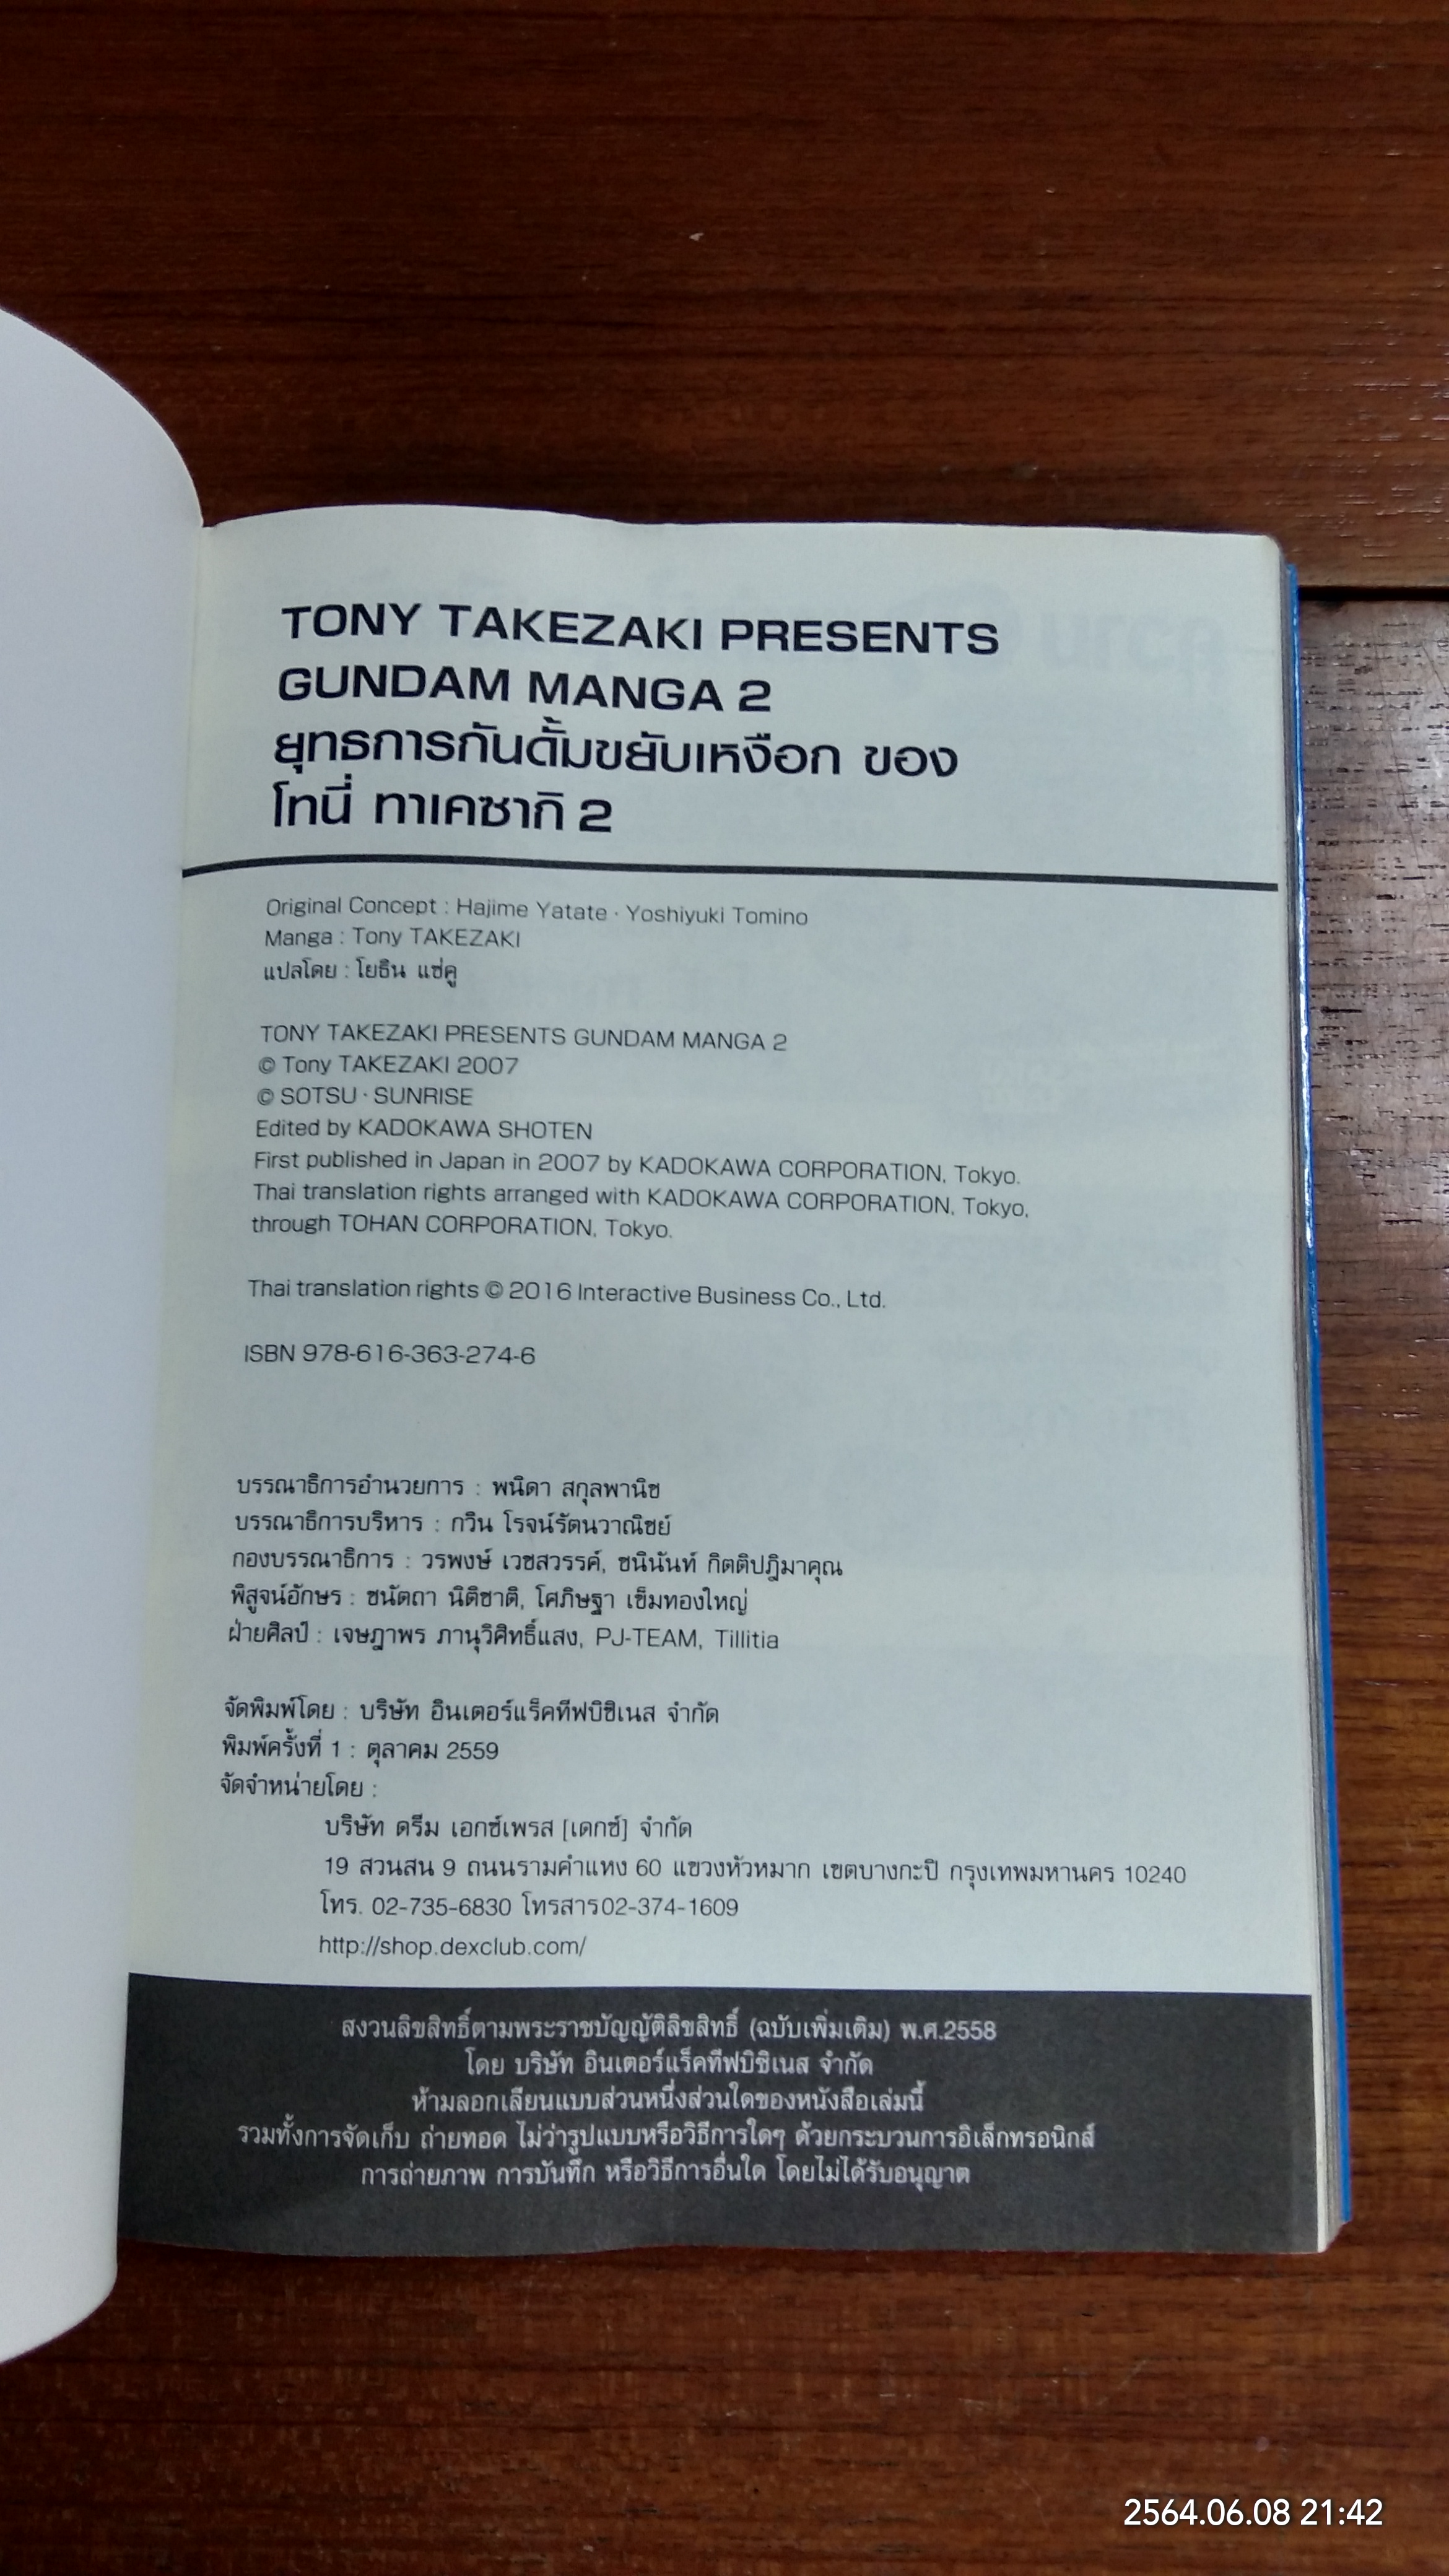 TONY TAKEZAKI PRESENTS
GUNDAM MANGA 2
ยุทธการกันดั้มขยับเหงือก ของ
โทนี่ ทาเคซากิ 2
Original Concept : Hajime Yatate · Yoshiyuki Tomino
Manga : Tony TAKEZAKI
แปลโดย : โยธิน แซ่คู
TONY TAKEZAKI PRESENTS GUNDAM MANGA 2
© Tony TAKEZAKI 2007
© SOTSU · SUNRISE
Edited by KADOKAWA SHOTEN
First published in Japan in 2007 by KADOKAWA CORPORATION, Tokyo.
Thai translation rights arranged with KADOKAWA CORPORATION, Tokyo,
through TOHAN CORPORATION, Tokyo.
Thai translation rights © 2016 Interactive Business Co., Ltd.
ISBN 978-616-363-274-6
บรรณาธิการอำนวยการ : พนิดา สกุลพานิช
บรรณาธิการบริหาร : กวิน โรจน์รัตนวาณิชย์
กองบรรณาธิการ : วรพงษ์ เวชสวรรค์, ชนินันท์ กิตติปฎิมาคุณ
พิสูจน์อักษร : ชนัตถา นิติชาติ, โศภิษฐา เข็มทองใหญ่
ฝ่ายศิลป์ : เจษฎาพร ภานุวิศิทธิ์แสง, PJ-TEAM, Tillitia
จัดพิมพ์โดย : บริษัท อินเตอร์แร็คทีฟบิซิเนส จำกัด
พิมพ์ครั้งที่ 1 : ตุลาคม 2559
จัดจำหน่ายโดย :
บริษัท ดรีม เอกซ์เพรส [เดกซ์] จำกัด
19 สวนสน 9 ถนนรามคำแหง 60 แขวงหัวหมาก เขตบางกะปิ กรุงเทพมหานคร 10240
โทร. 02-735-6830 โทรสาร02-374-1609
http://shop.dexclub.com/
สงวนลิขสิทธิ์ตามพระราชบัญญัติลิขสิทธิ์ (ฉบับเพิ่มเติม) พ.ศ.2558
โดย บริษัท อินเตอร์แร็คทีฟบิซิเนส จำกัด
ห้ามลอกเลียนแบบส่วนหนึ่งส่วนใดของหนังสือเล่มนี้
รวมทั้งการจัดเก็บ ถ่ายทอด ไม่ว่ารูปแบบหรือวิธีการใดๆ ด้วยกระบวนการอิเล็กทรอนิกส์
การถ่ายภาพ การบันทึก หรือวิธีการอื่นใด โดยไม่ได้รับอนุญาต
2564.06.08 21:42